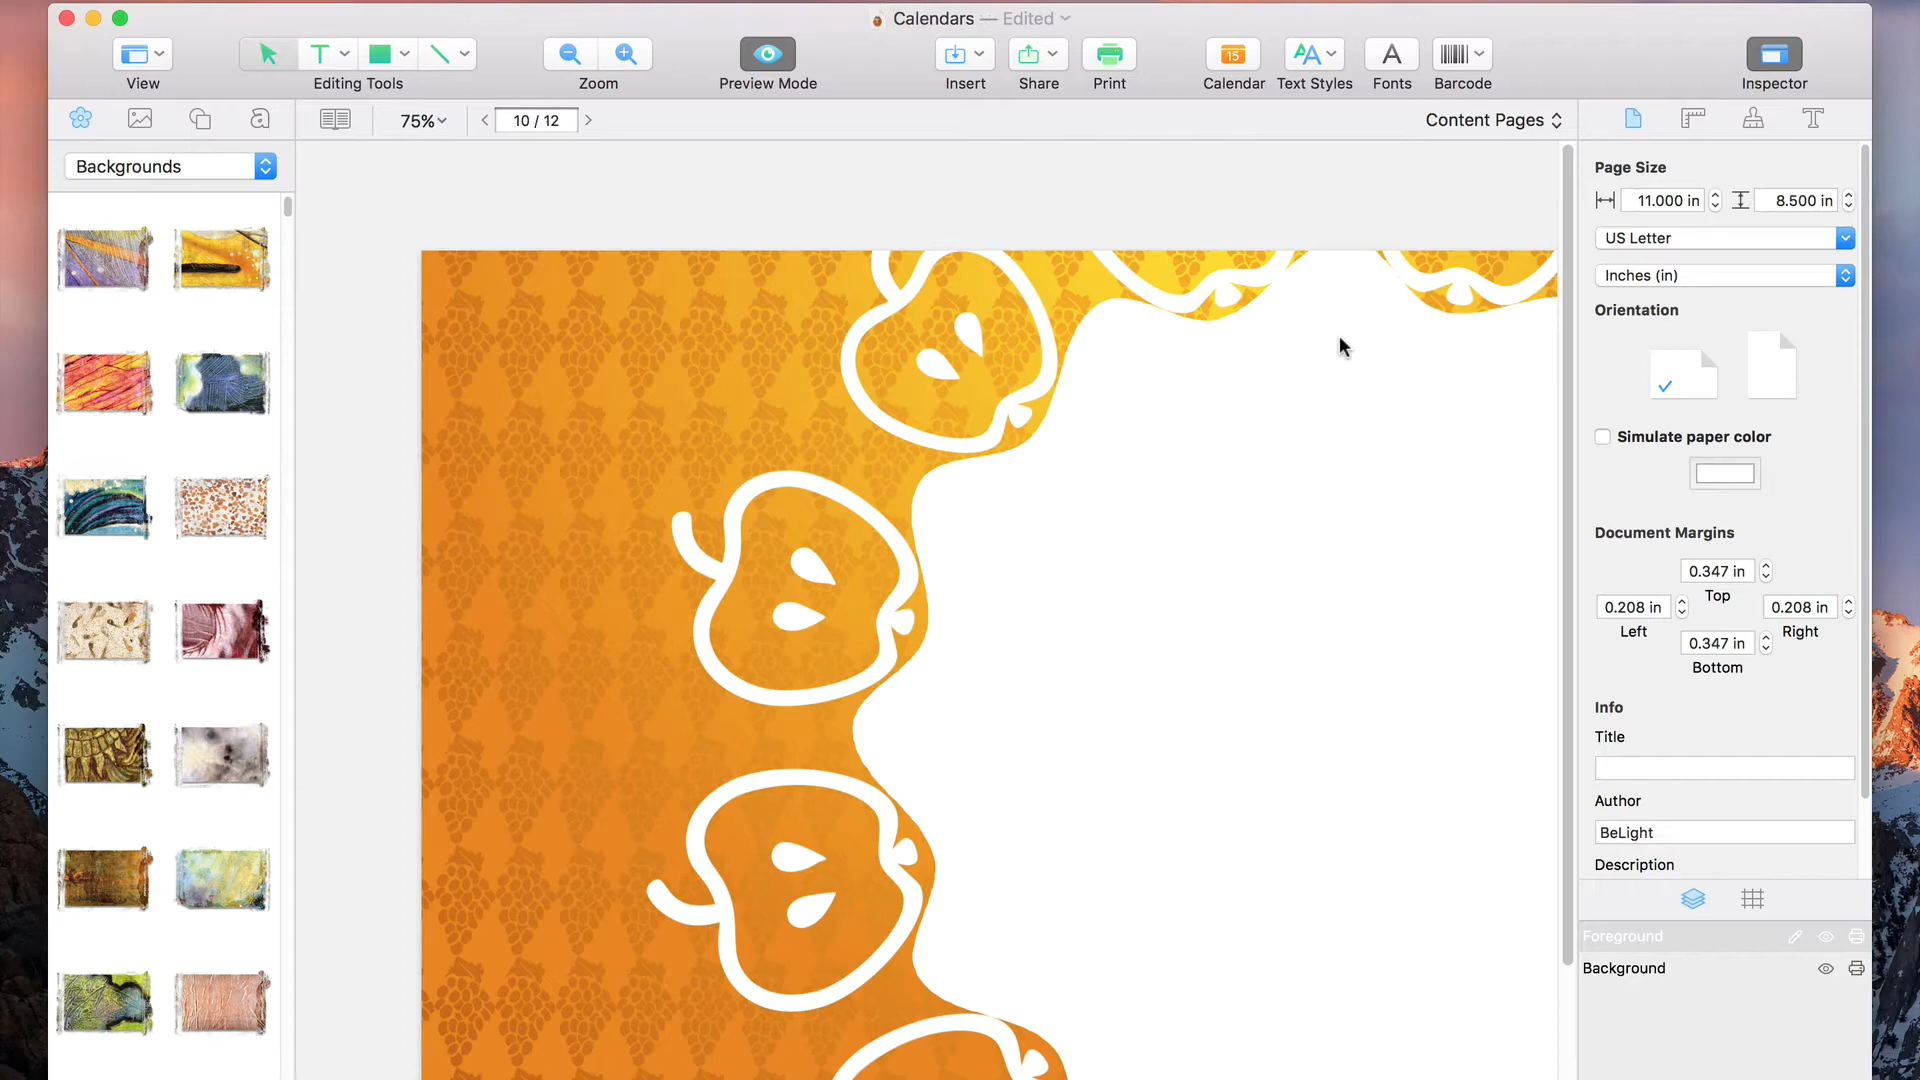 Calendars — Edited
View
Editing Tools
Zoom
Preview Mode
Insert
Share
Print
15
Calendar
Text Styles
Fonts
Barcode
Inspector
75%
10 / 12
Content Pages
Backgrounds
Page Size
11.000 in
8.500 in
US Letter
Inches (in)
Orientation
Simulate paper color
Document Margins
0.347 in
Top
0.208 in
Left
0.208 in
Right
0.347 in
Bottom
Info
Title
Author
BeLight
Description
Foreground
Background